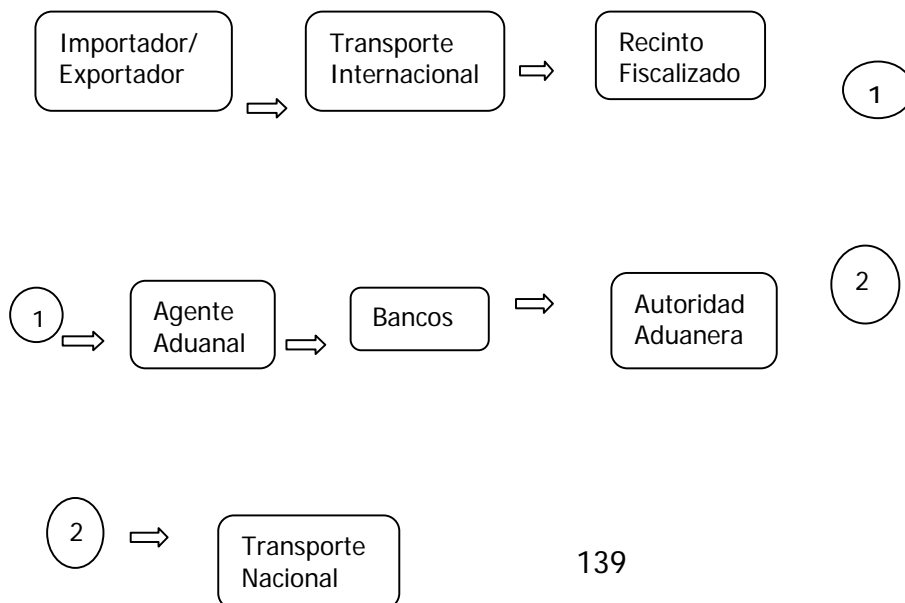 Importador/
Exportador
Transporte
Internacional
Recinto
Fiscalizado
1
1
Agente
Aduanal
Bancos
Autoridad
Aduanera
2
2
Transporte
Nacional
139